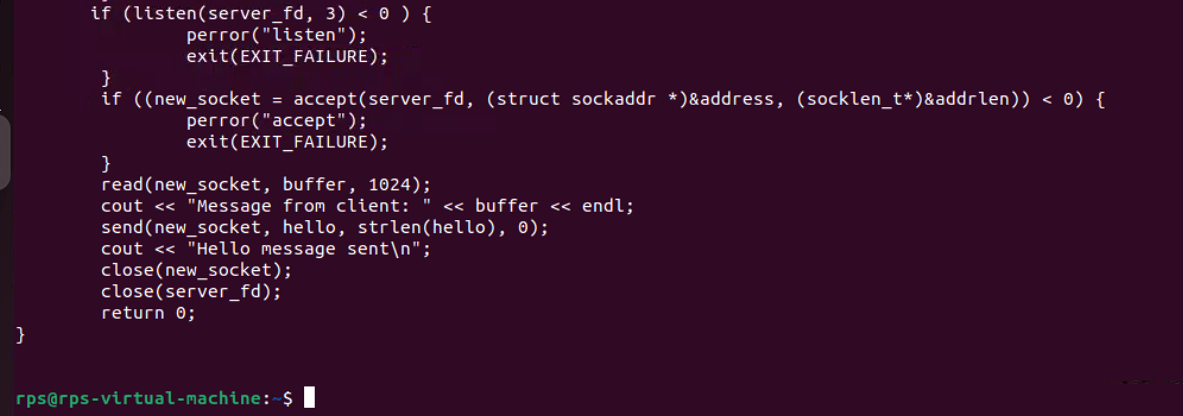 if (listen(server_fd, 3) < 0 ) {
perror("listen");
exit(EXIT_FAILURE);
}
if ((new_socket = accept(server_fd, (struct sockaddr *)&address, (socklen_t*)&addrlen)) < 0) {
perror("accept");
exit(EXIT_FAILURE);
}
read(new_socket, buffer, 1024);
cout << "Message from client: " << buffer << endl;
send(new_socket, hello, strlen(hello), 0);
cout << "Hello message sent\n";
close(new_socket);
close(server_fd);
return 0;
}
rps@rps-virtual-machine:~$